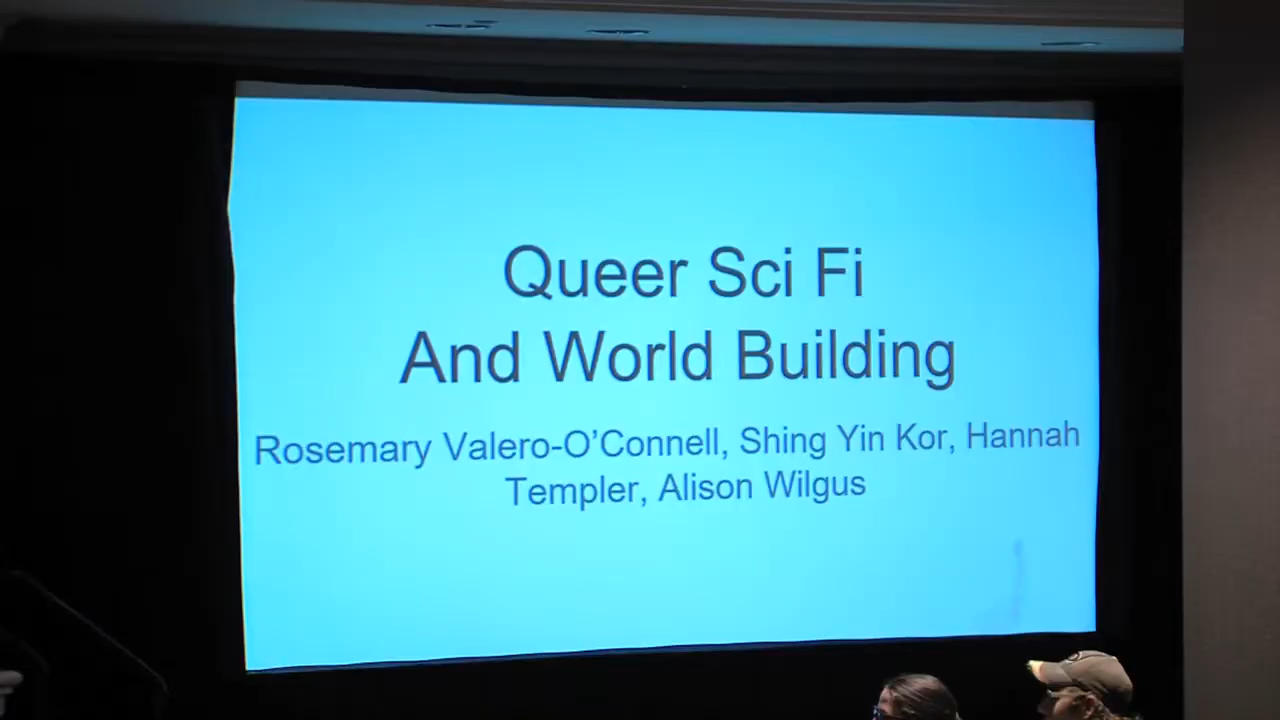 Queer Sci Fi
And World Building
Rosemary Valero-O’Connell, Shing Yin Kor, Hannah
Templer, Alison Wilgus